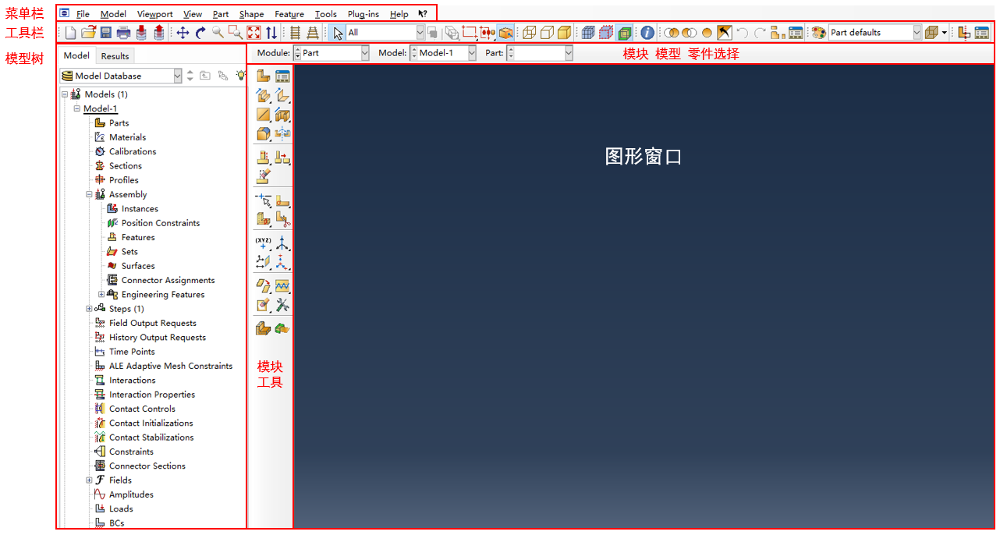 菜单栏
File Model Viewport View Part Shape Feature Tools Plug-ins Help
工具栏
All
Part defaults
模型树
Model Results
Module: Part Model: Model-1 Part:
模块 模型 零件选择
Model Database
Models (1)
Model-1
Parts
Materials
Calibrations
Sections
Profiles
Assembly
Instances
Position Constraints
Features
Sets
Surfaces
Connector Assignments
Engineering Features
Steps (1)
Field Output Requests
History Output Requests
Time Points
ALE Adaptive Mesh Constraints
Interactions
Interaction Properties
Contact Controls
Contact Initializations
Contact Stabilizations
Constraints
Connector Sections
Fields
Amplitudes
Loads
BCs
(XYZ)
模块
工具
图形窗口